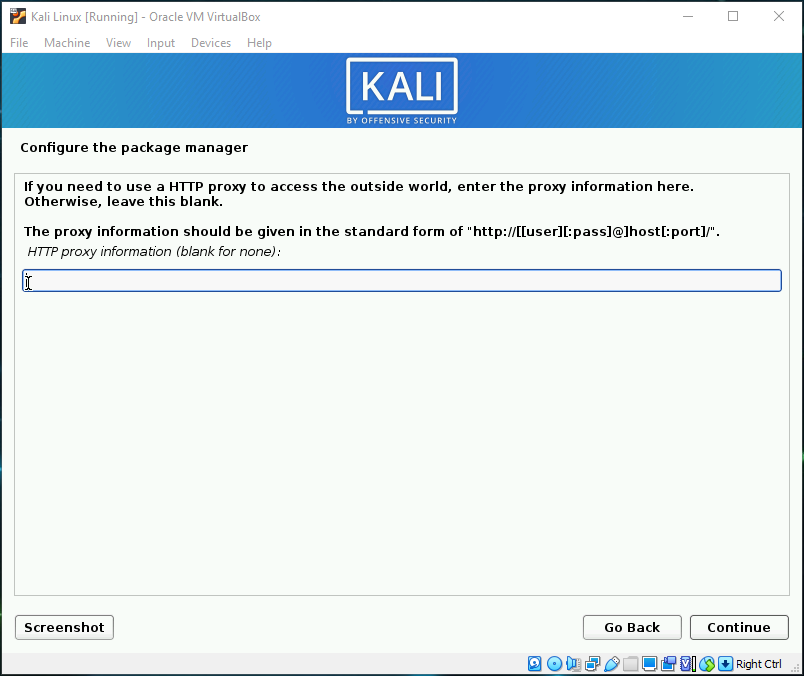 Kali Linux [Running] - Oracle VM VirtualBox
File Machine View Input Devices Help
KALI
BY OFFENSIVE SECURITY
Configure the package manager
If you need to use a HTTP proxy to access the outside world, enter the proxy information here.
Otherwise, leave this blank.
The proxy information should be given in the standard form of "http://[[user][:pass]@]host[:port]/".
HTTP proxy information (blank for none):
Screenshot Go Back Continue
Right Ctrl